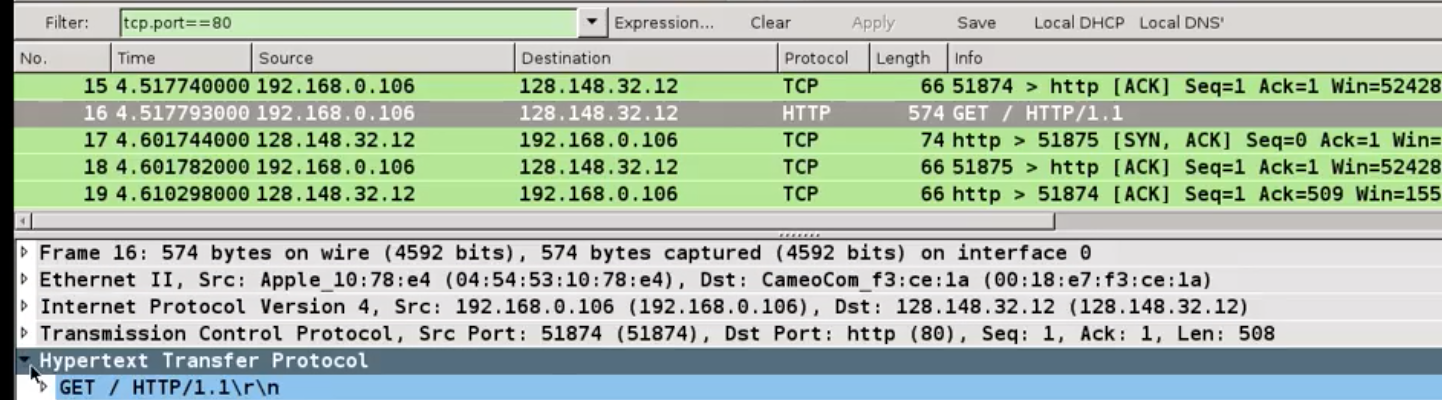 Filter: tcp.port==80 Expression... Clear Apply Save Local DHCP Local DNS'
No. Time Source Destination Protocol Length Info
15 4.517740000 192.168.0.106 128.148.32.12 TCP 66 51874 > http [ACK] Seq=1 Ack=1 Win=52428
16 4.517793000 192.168.0.106 128.148.32.12 HTTP 574 GET / HTTP/1.1
17 4.601744000 128.148.32.12 192.168.0.106 TCP 74 http > 51875 [SYN, ACK] Seq=0 Ack=1 Win=
18 4.601782000 192.168.0.106 128.148.32.12 TCP 66 51875 > http [ACK] Seq=1 Ack=1 Win=52428
19 4.610298000 128.148.32.12 192.168.0.106 TCP 66 http > 51874 [ACK] Seq=1 Ack=509 Win=155
Frame 16: 574 bytes on wire (4592 bits), 574 bytes captured (4592 bits) on interface 0
Ethernet II, Src: Apple_10:78:e4 (04:54:53:10:78:e4), Dst: CameoCom_f3:ce:1a (00:18:e7:f3:ce:1a)
Internet Protocol Version 4, Src: 192.168.0.106 (192.168.0.106), Dst: 128.148.32.12 (128.148.32.12)
Transmission Control Protocol, Src Port: 51874 (51874), Dst Port: http (80), Seq: 1, Ack: 1, Len: 508
Hypertext Transfer Protocol
GET / HTTP/1.1\r\n